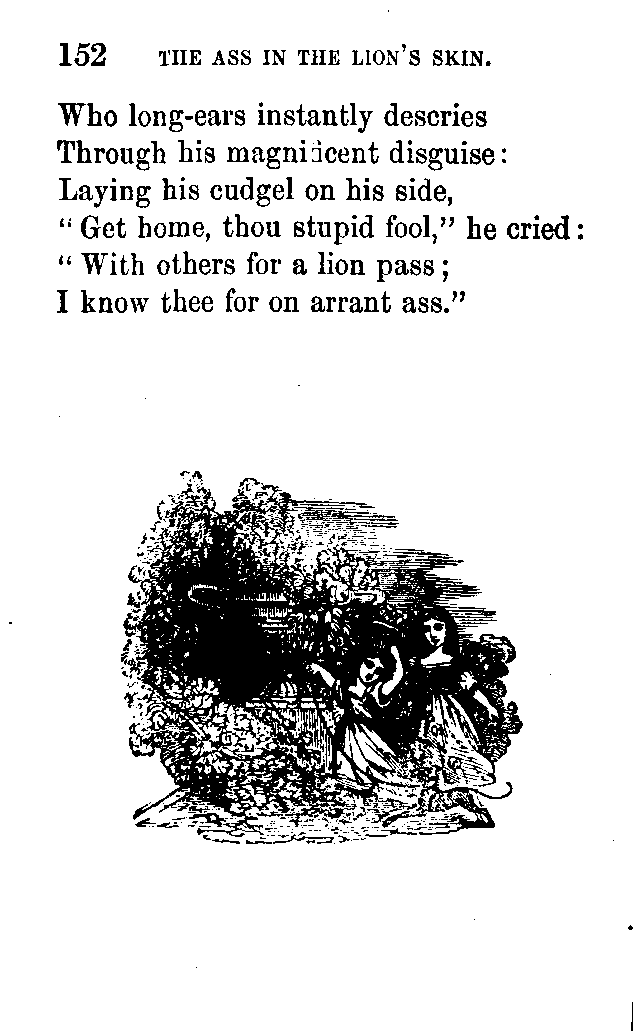 152 THE ASS IN THE LION'S SKIN.
Who long-ears instantly descries
Through his magnificent disguise:
Laying his cudgel on his side,
"Get home, thou stupid fool," he cried:
"With others for a lion pass;
I know thee for on arrant ass."